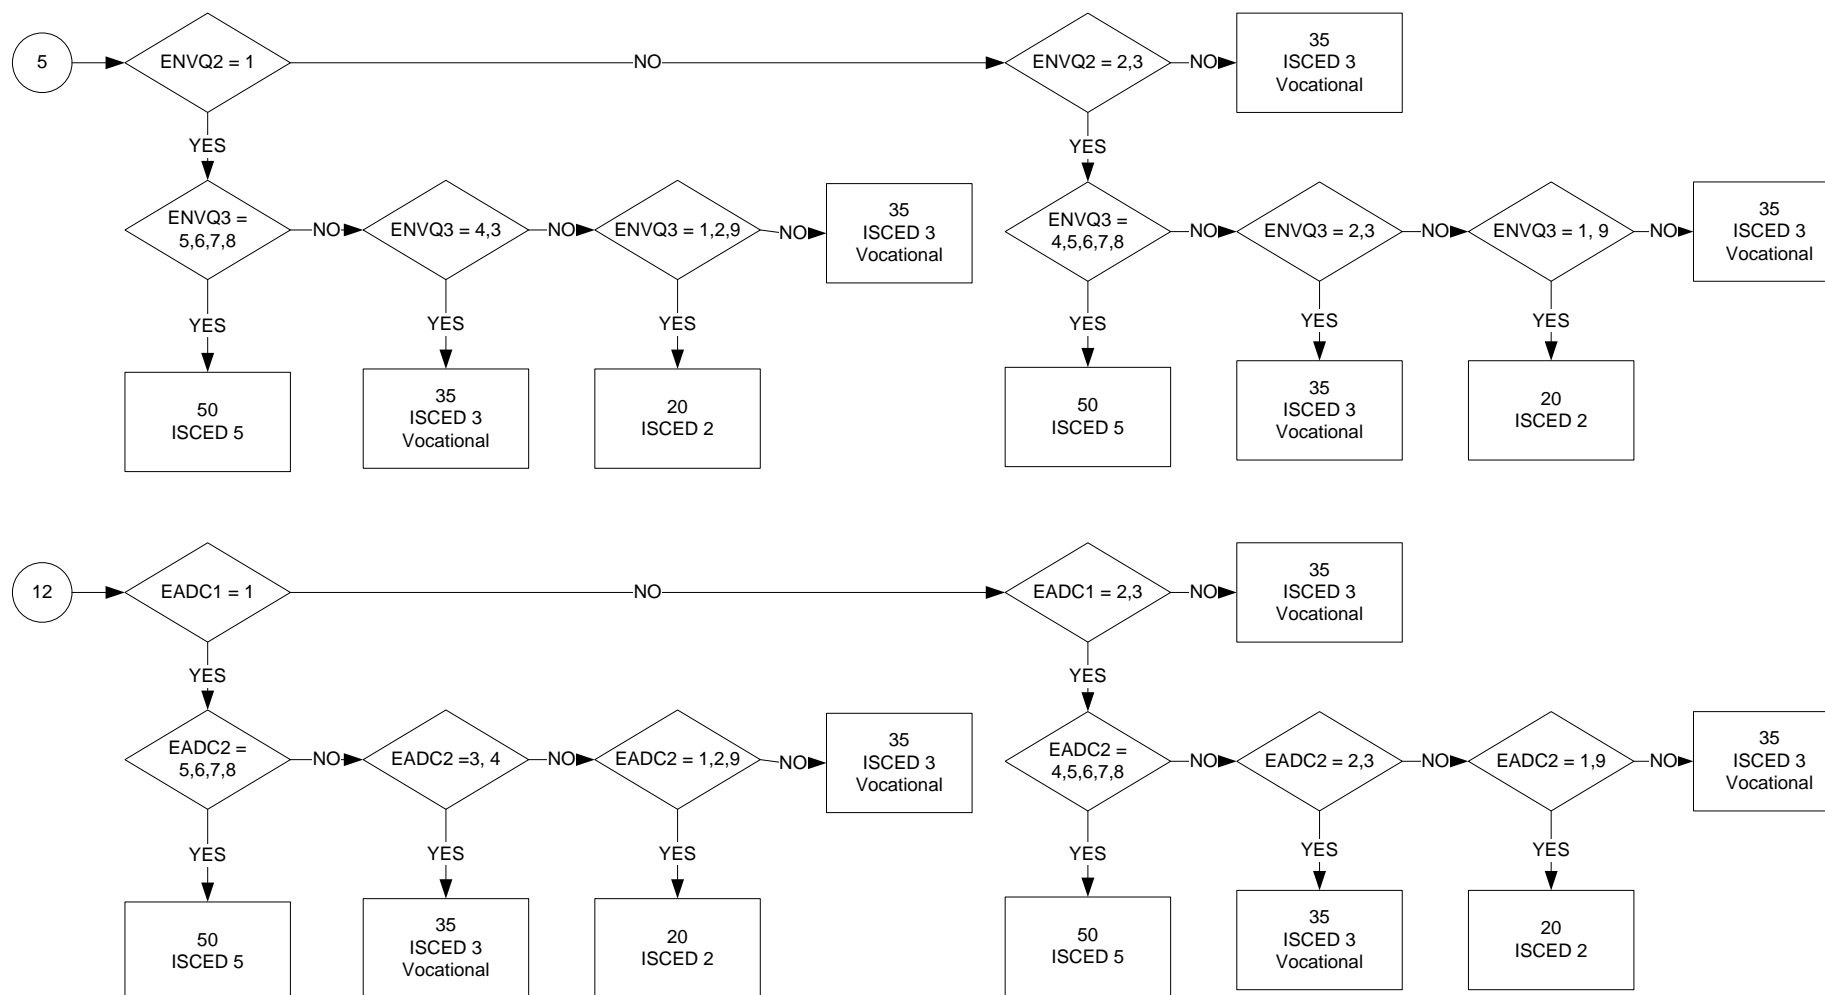 5
ENVQ2 = 1
NO
ENVQ2 = 2,3
NO
35
ISCED 3
Vocational
YES
YES
ENVQ3 =
5,6,7,8
NO
ENVQ3 = 4,3
NO
ENVQ3 = 1,2,9
NO
35
ISCED 3
Vocational
ENVQ3 =
4,5,6,7,8
NO
ENVQ3 = 2,3
NO
ENVQ3 = 1, 9
NO
35
ISCED 3
Vocational
YES
YES
YES
YES
YES
YES
50
ISCED 5
35
ISCED 3
Vocational
20
ISCED 2
50
ISCED 5
35
ISCED 3
Vocational
20
ISCED 2
12
EADC1 = 1
NO
EADC1 = 2,3
NO
35
ISCED 3
Vocational
YES
YES
EADC2 =
5,6,7,8
NO
EADC2 =3, 4
NO
EADC2 = 1,2,9
NO
35
ISCED 3
Vocational
EADC2 =
4,5,6,7,8
NO
EADC2 = 2,3
NO
EADC2 = 1,9
NO
35
ISCED 3
Vocational
YES
YES
YES
YES
YES
YES
50
ISCED 5
35
ISCED 3
Vocational
20
ISCED 2
50
ISCED 5
35
ISCED 3
Vocational
20
ISCED 2